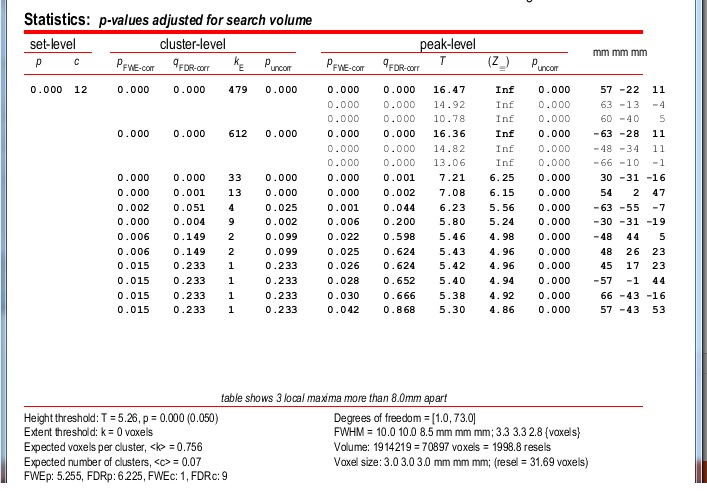 Statistics: p-values adjusted for search volume
set-level cluster-level peak-level mm mm mm
p c pFWE-corr qFDR-corr kE puncorr pFWE-corr qFDR-corr T (Z≡) puncorr
0.000 12 0.000 0.000 479 0.000 0.000 0.000 16.47 Inf 0.000 57 -22 11
0.000 0.000 14.92 Inf 0.000 63 -13 -4
0.000 0.000 10.78 Inf 0.000 60 -40 5
0.000 0.000 612 0.000 0.000 0.000 16.36 Inf 0.000 -63 -28 11
0.000 0.000 14.82 Inf 0.000 -48 -34 11
0.000 0.000 13.06 Inf 0.000 -66 -10 -1
0.000 0.000 33 0.000 0.000 0.001 7.21 6.25 0.000 30 -31 -16
0.000 0.001 13 0.000 0.000 0.002 7.08 6.15 0.000 54 2 47
0.002 0.051 4 0.025 0.001 0.044 6.23 5.56 0.000 -63 -55 -7
0.000 0.004 9 0.002 0.006 0.200 5.80 5.24 0.000 -30 -31 -19
0.006 0.149 2 0.099 0.022 0.598 5.46 4.98 0.000 -48 44 5
0.006 0.149 2 0.099 0.025 0.624 5.43 4.96 0.000 48 26 23
0.015 0.233 1 0.233 0.026 0.624 5.42 4.96 0.000 45 17 23
0.015 0.233 1 0.233 0.028 0.652 5.40 4.94 0.000 -57 -1 44
0.015 0.233 1 0.233 0.030 0.666 5.38 4.92 0.000 66 -43 -16
0.015 0.233 1 0.233 0.042 0.868 5.30 4.86 0.000 57 -43 53
table shows 3 local maxima more than 8.0mm apart
Height threshold: T = 5.26, p = 0.000 (0.050)
Extent threshold: k = 0 voxels
Expected voxels per cluster, <k> = 0.756
Expected number of clusters, <c> = 0.07
FWEp: 5.255, FDRp: 6.225, FWEc: 1, FDRc: 9
Degrees of freedom = [1.0, 73.0]
FWHM = 10.0 10.0 8.5 mm mm mm; 3.3 3.3 2.8 {voxels}
Volume: 1914219 = 70897 voxels = 1998.8 resels
Voxel size: 3.0 3.0 3.0 mm mm mm; (resel = 31.69 voxels)